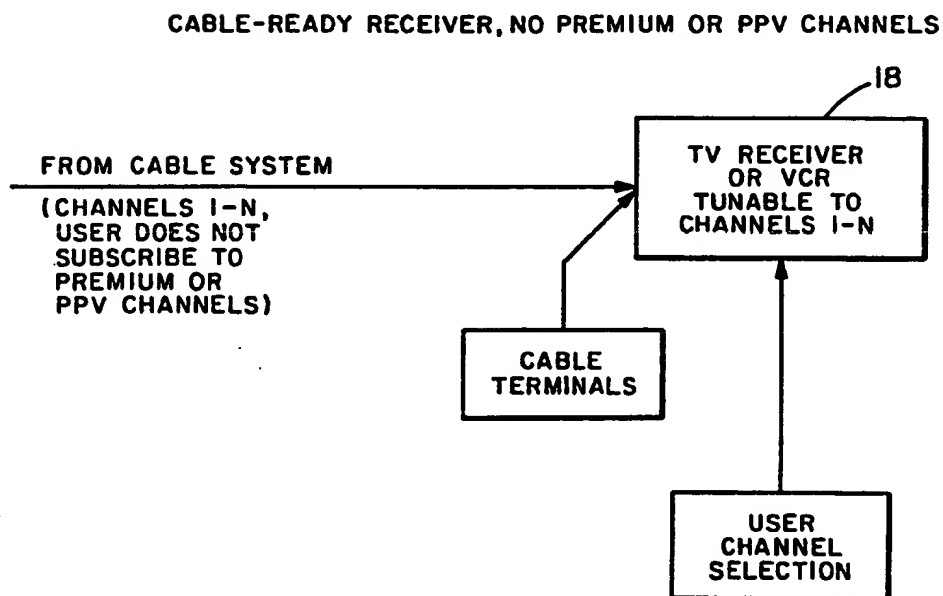 CABLE-READY RECEIVER, NO PREMIUM OR PPV CHANNELS
18
FROM CABLE SYSTEM
(CHANNELS 1-N,
USER DOES NOT
SUBSCRIBE TO
PREMIUM OR
PPV CHANNELS)
TV RECEIVER
OR VCR
TUNABLE TO
CHANNELS 1-N
CABLE
TERMINALS
USER
CHANNEL
SELECTION